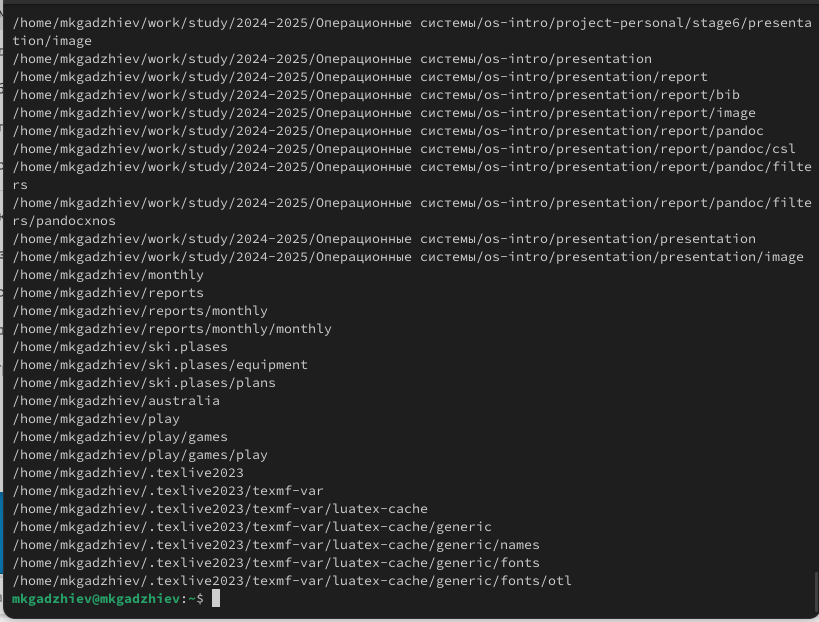 /home/mkgadzhiev/work/study/2024-2025/Операционные системы/os-intro/project-personal/stage6/presenta
tion/image
/home/mkgadzhiev/work/study/2024-2025/Операционные системы/os-intro/presentation
/home/mkgadzhiev/work/study/2024-2025/Операционные системы/os-intro/presentation/report
/home/mkgadzhiev/work/study/2024-2025/Операционные системы/os-intro/presentation/report/bib
/home/mkgadzhiev/work/study/2024-2025/Операционные системы/os-intro/presentation/report/image
/home/mkgadzhiev/work/study/2024-2025/Операционные системы/os-intro/presentation/report/pandoc
/home/mkgadzhiev/work/study/2024-2025/Операционные системы/os-intro/presentation/report/pandoc/csl
/home/mkgadzhiev/work/study/2024-2025/Операционные системы/os-intro/presentation/report/pandoc/filte
rs
/home/mkgadzhiev/work/study/2024-2025/Операционные системы/os-intro/presentation/report/pandoc/filte
rs/pandocxnos
/home/mkgadzhiev/work/study/2024-2025/Операционные системы/os-intro/presentation/presentation
/home/mkgadzhiev/work/study/2024-2025/Операционные системы/os-intro/presentation/presentation/image
/home/mkgadzhiev/monthly
/home/mkgadzhiev/reports
/home/mkgadzhiev/reports/monthly
/home/mkgadzhiev/reports/monthly/monthly
/home/mkgadzhiev/ski.plases
/home/mkgadzhiev/ski.plases/equipment
/home/mkgadzhiev/ski.plases/plans
/home/mkgadzhiev/australia
/home/mkgadzhiev/play
/home/mkgadzhiev/play/games
/home/mkgadzhiev/play/games/play
/home/mkgadzhiev/.texlive2023
/home/mkgadzhiev/.texlive2023/texmf-var
/home/mkgadzhiev/.texlive2023/texmf-var/luatex-cache
/home/mkgadzhiev/.texlive2023/texmf-var/luatex-cache/generic
/home/mkgadzhiev/.texlive2023/texmf-var/luatex-cache/generic/names
/home/mkgadzhiev/.texlive2023/texmf-var/luatex-cache/generic/fonts
/home/mkgadzhiev/.texlive2023/texmf-var/luatex-cache/generic/fonts/otl
mkgadzhiev@mkgadzhiev:~$